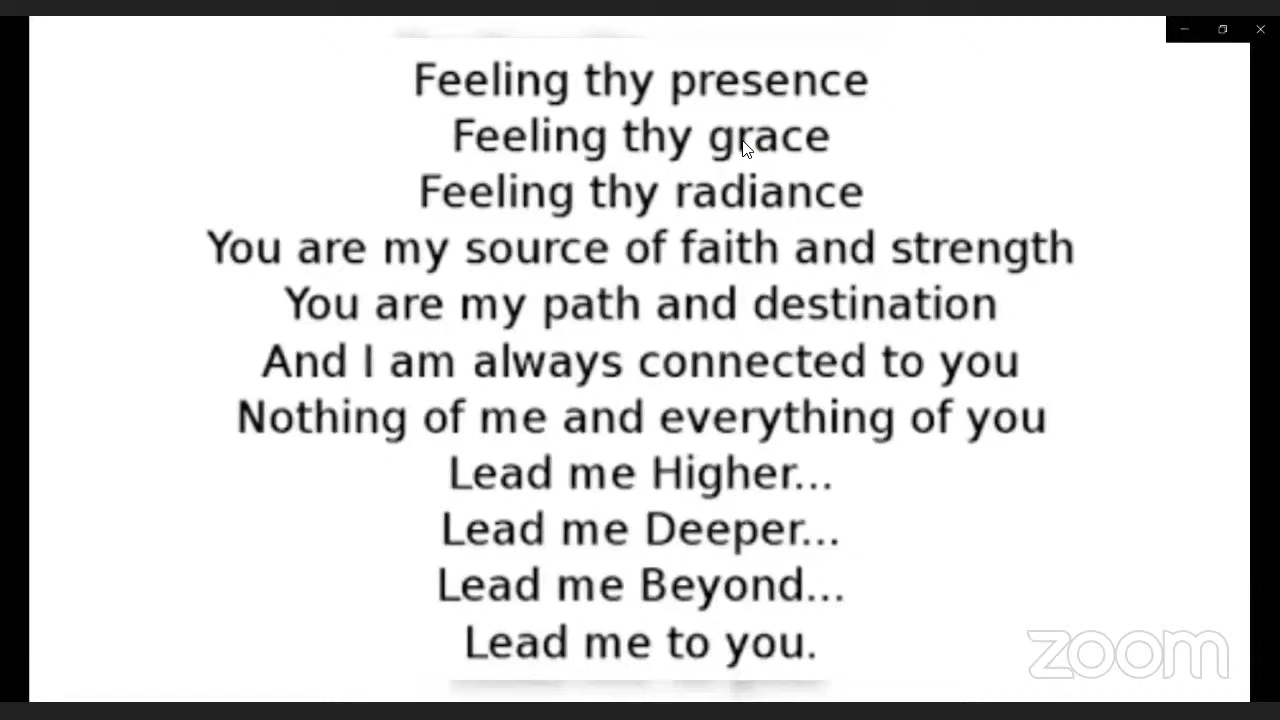 Feeling thy presence
Feeling thy grace
Feeling thy radiance
You are my source of faith and strength
You are my path and destination
And I am always connected to you
Nothing of me and everything of you
Lead me Higher...
Lead me Deeper...
Lead me Beyond...
Lead me to you.
zoom